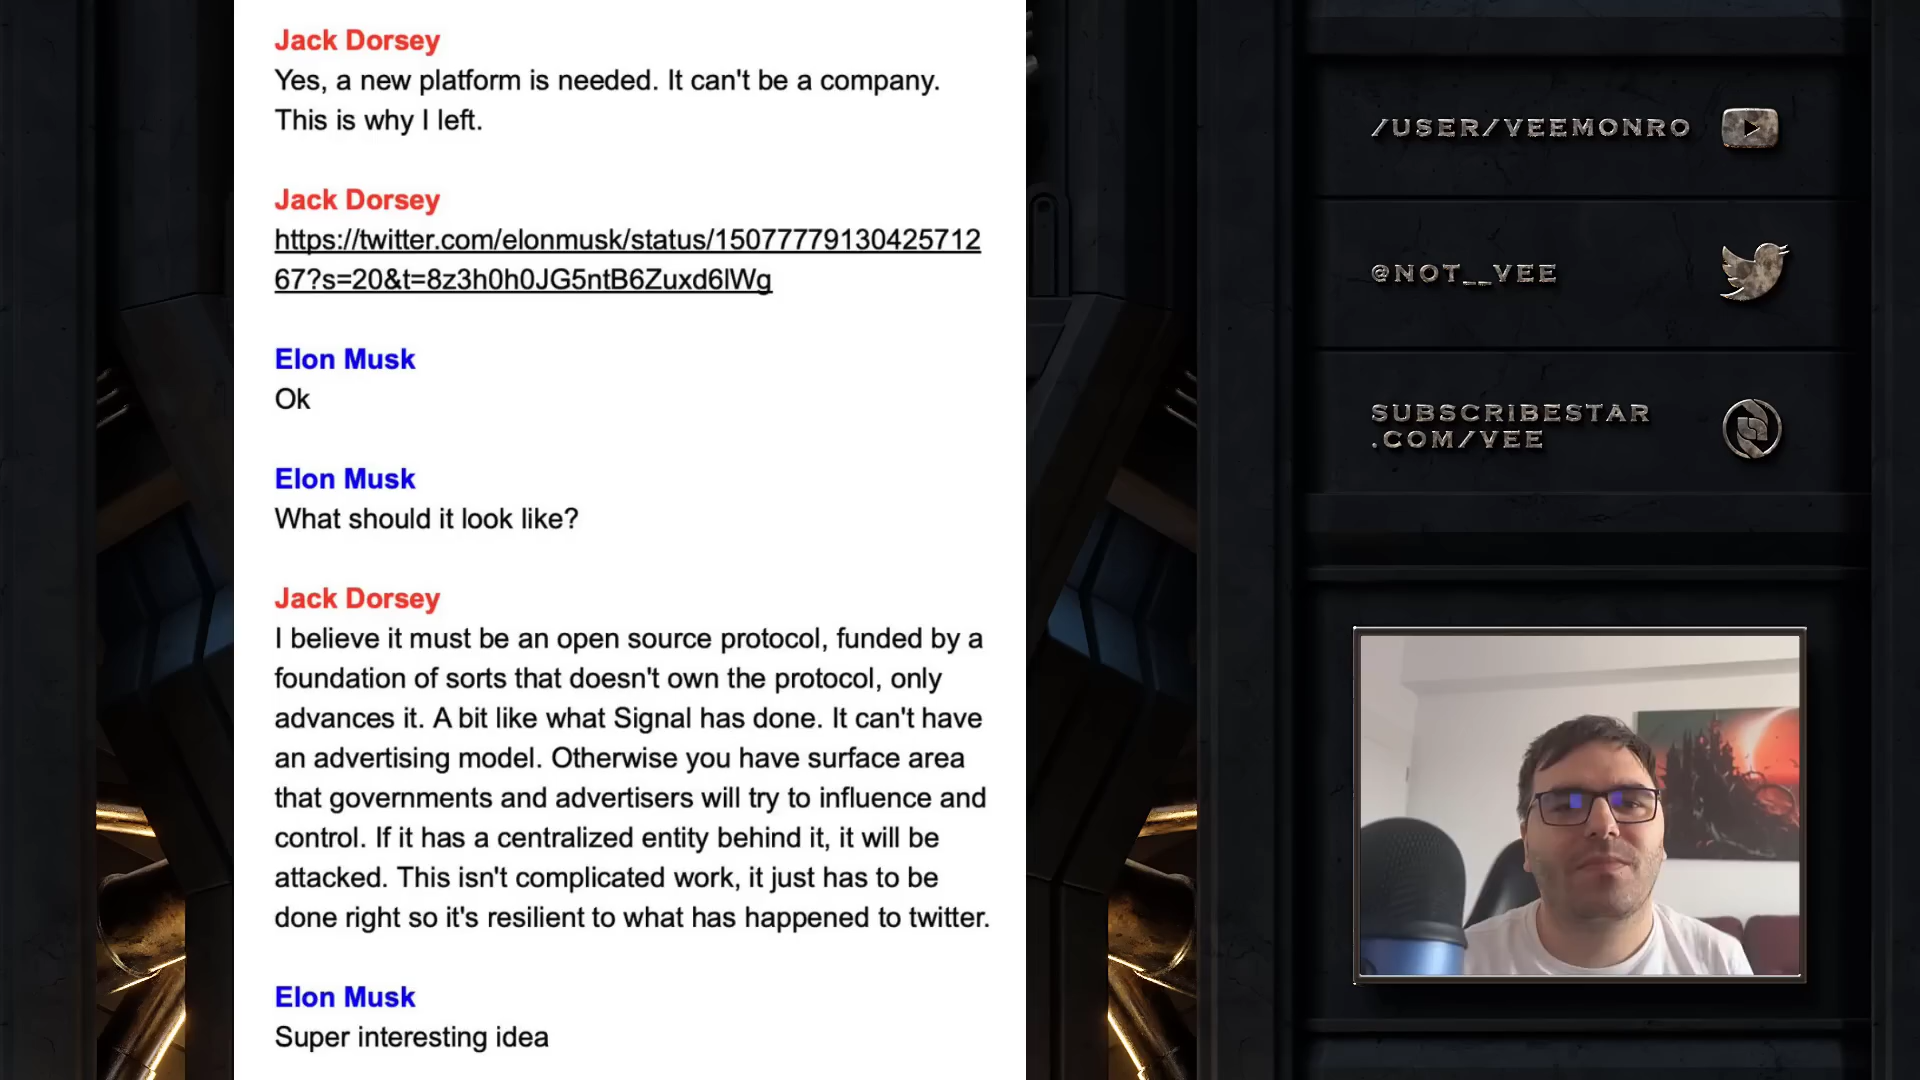 Jack Dorsey
Yes, a new platform is needed. It can't be a company.
This is why I left.
Jack Dorsey
https://twitter.com/elonmusk/status/15077779130425712
67?s=20&t=8z3h0h0JG5ntB6Zuxd6lWg
Elon Musk
Ok
Elon Musk
What should it look like?
Jack Dorsey
I believe it must be an open source protocol, funded by a
foundation of sorts that doesn't own the protocol, only
advances it. A bit like what Signal has done. It can't have
an advertising model. Otherwise you have surface area
that governments and advertisers will try to influence and
control. If it has a centralized entity behind it, it will be
attacked. This isn't complicated work, it just has to be
done right so it's resilient to what has happened to twitter.
Elon Musk
Super interesting idea
/USER/VEEMONRO
@NOT__VEE
SUBSCRIBESTAR
.COM/VEE